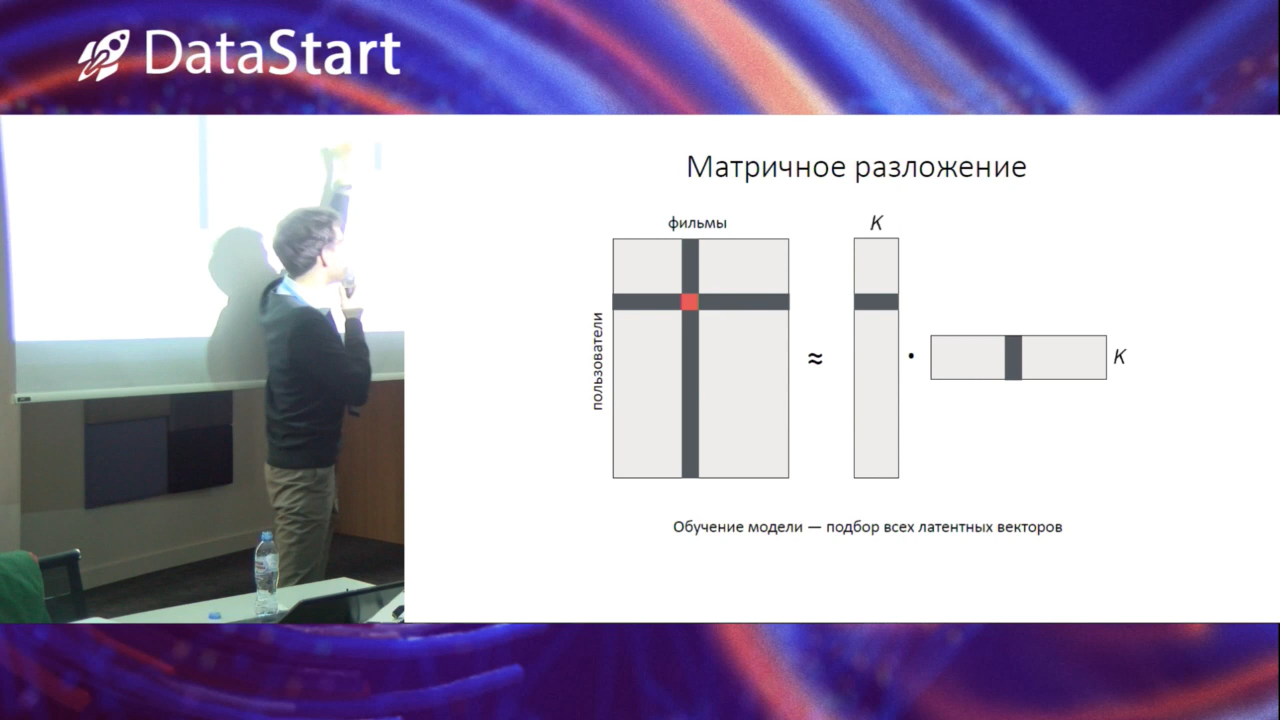 DataStart
Матричное разложение
фильмы
K
пользователи
≈
•
K
Обучение модели — подбор всех латентных векторов